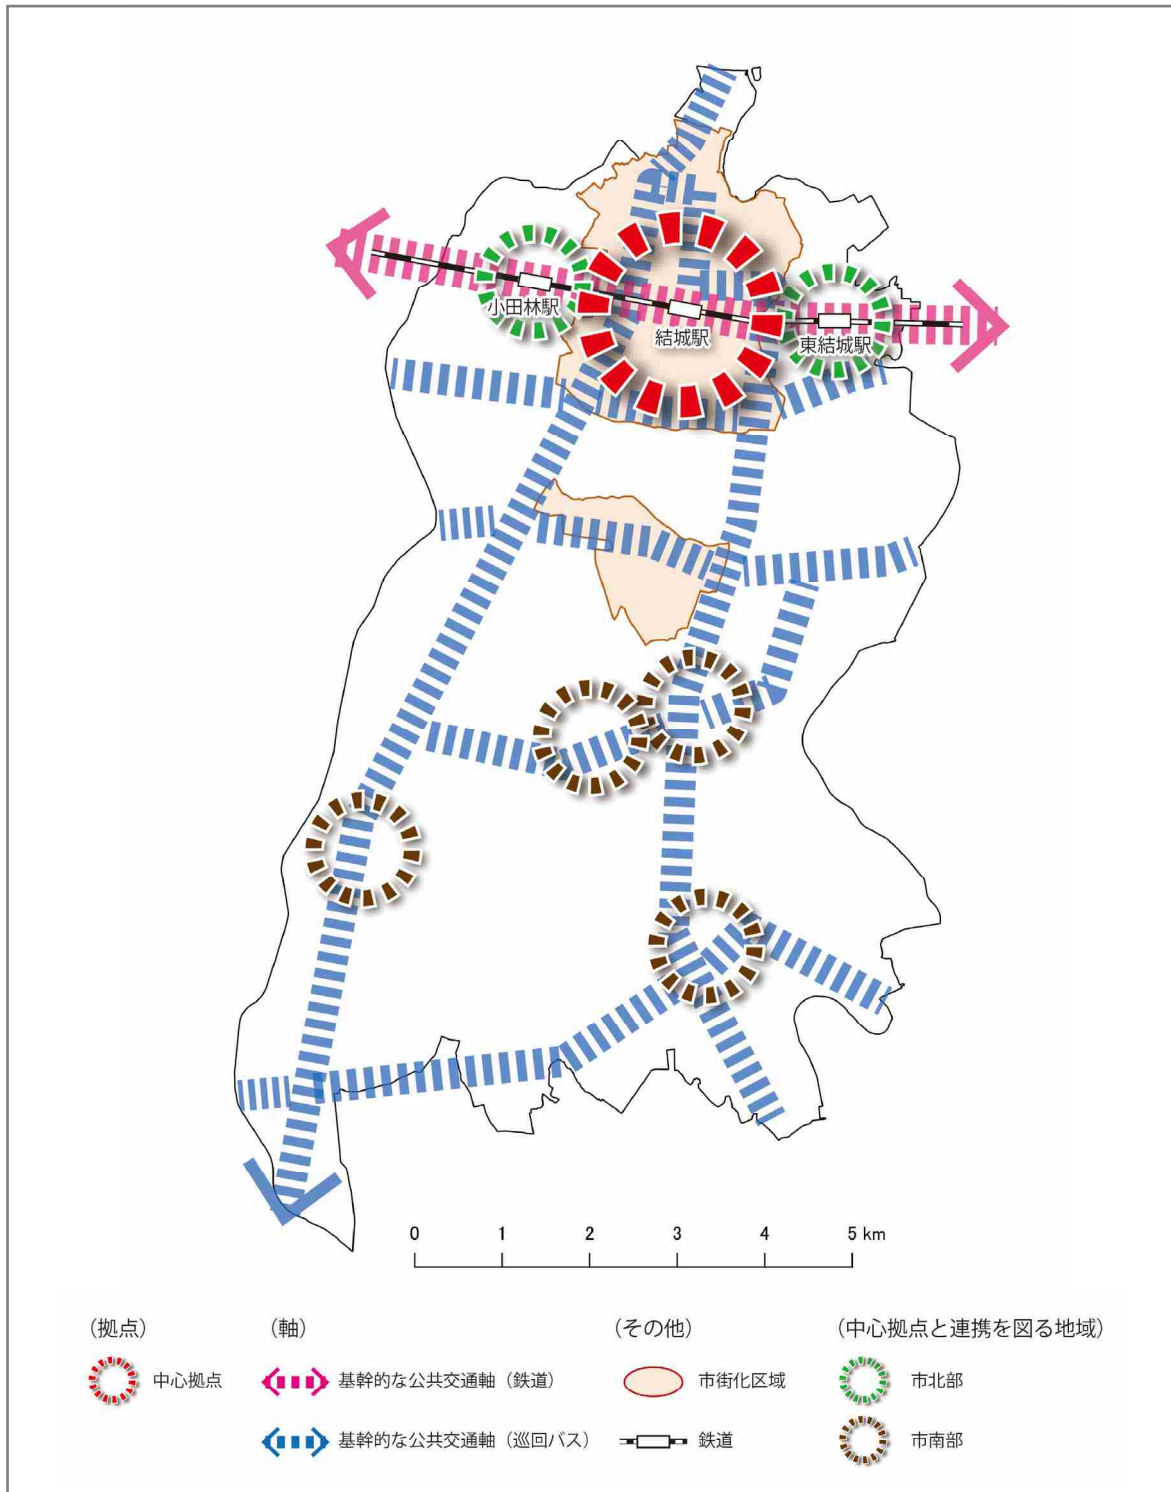 小田林駅
結城駅
東結城駅
0 1 2 3 4 5 km
（拠点） （軸） （その他） （中心拠点と連携を図る地域）
中心拠点 基幹的な公共交通軸（鉄道） 市街化区域 市北部
基幹的な公共交通軸（巡回バス） 鉄道 市南部